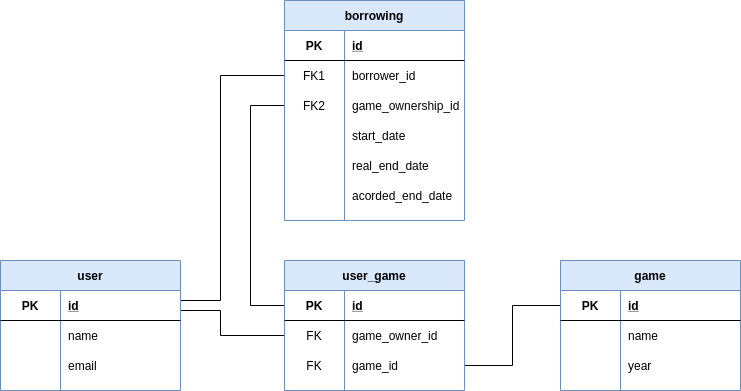 borrowing
PK id
FK1 borrower_id
FK2 game_ownership_id
start_date
real_end_date
acorded_end_date
user
PK id
name
email
user_game
PK id
FK game_owner_id
FK game_id
game
PK id
name
year